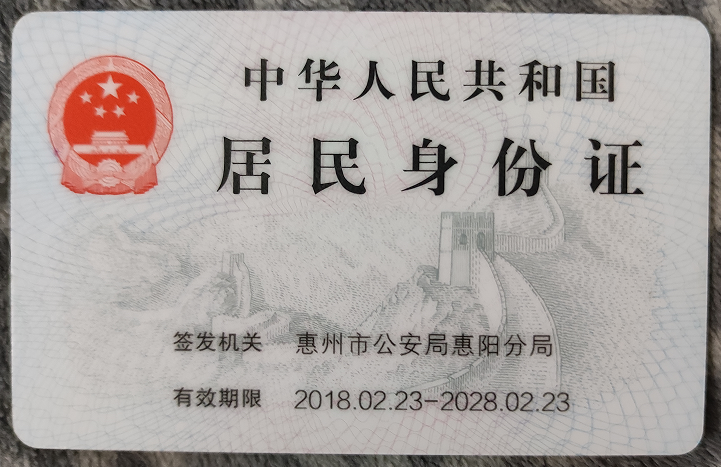 中华人民共和国
居民身份证
签发机关 惠州市公安局惠阳分局
有效期限 2018.02.23-2028.02.23